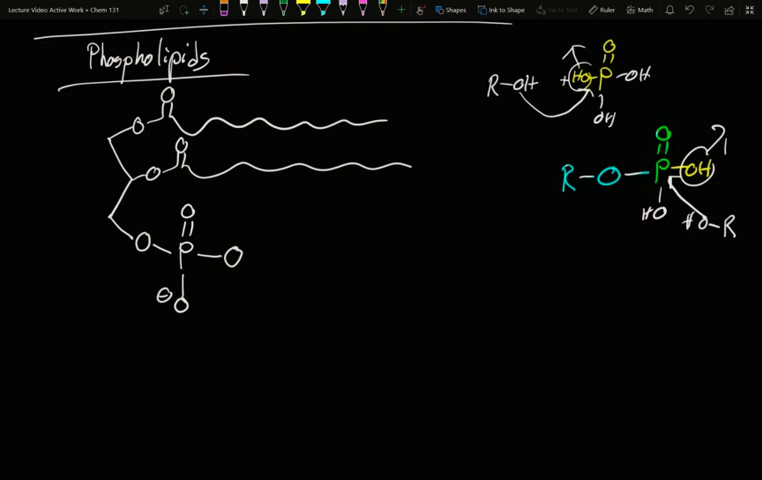 Lecture Video Active Work + Chem 131
Shapes
Ink to Shape
Ink to text
Ruler
Math
Phospholipids
O
R-OH + HO-P-OH
OH
O
R-O-P-OH
HO HO-R
O
O
O
O
O
O-P-O
⊖O